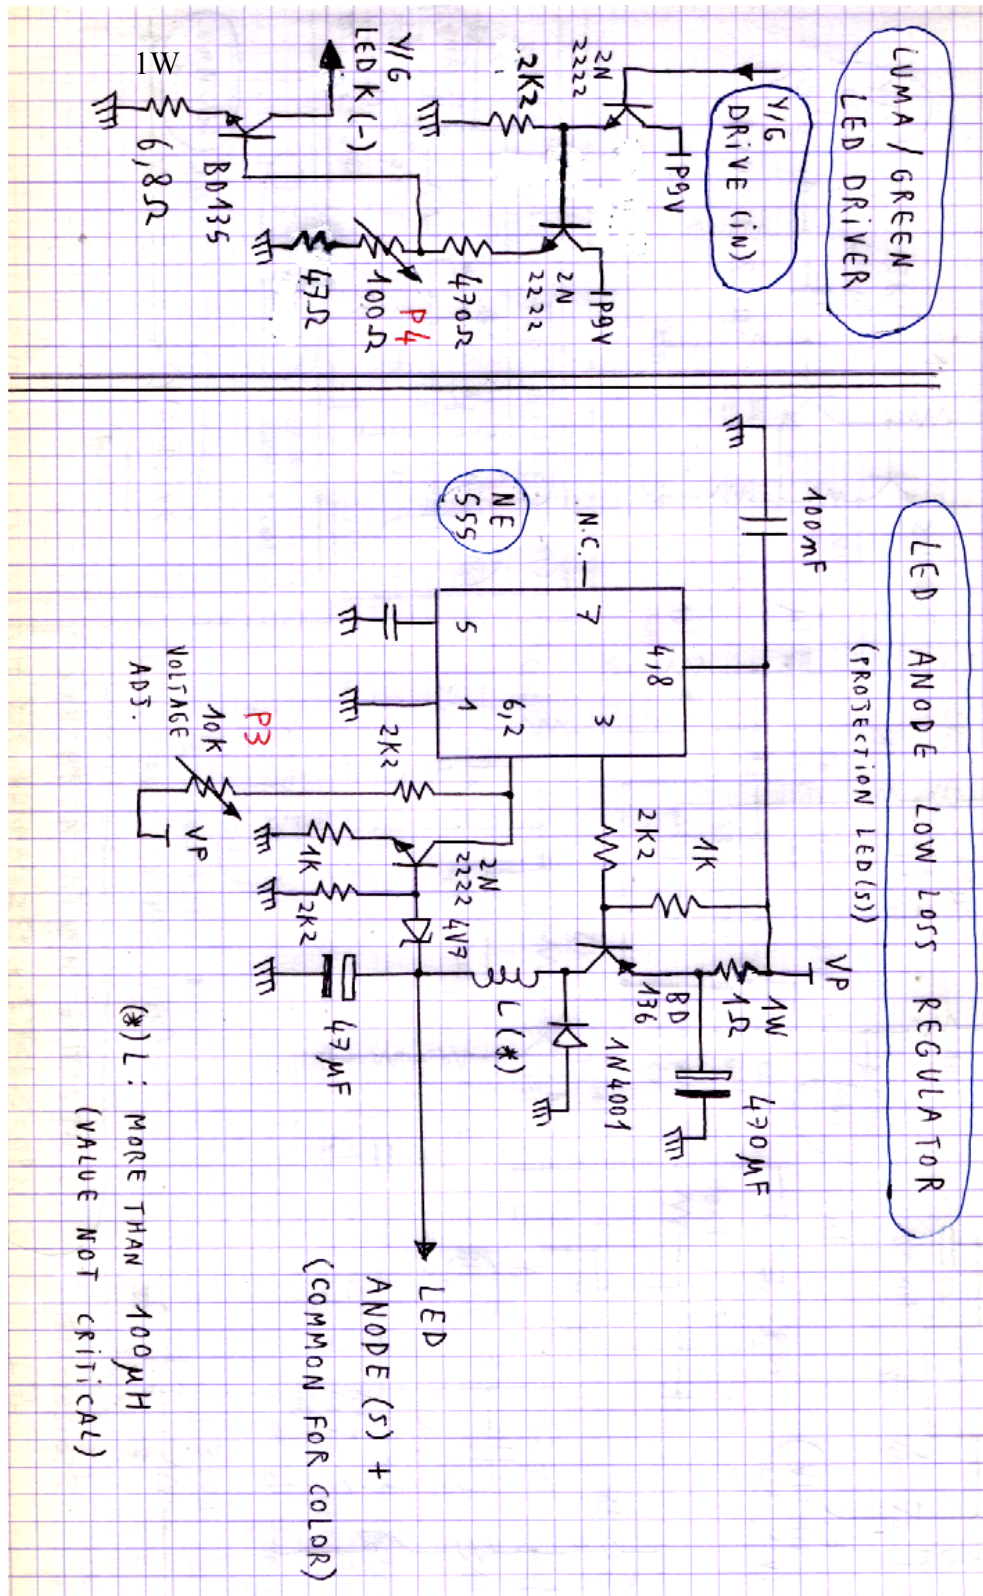 LUMA / GREEN
LED DRIVER
Y/G
DRIVE (iN)
2N
2222
P9V
2K2
2N
2222
P9V
Y/G
LED K (-)
470Ω
P4
100Ω
47Ω
BD135
6,8Ω
1W
LED ANODE LOW LOSS REGULATOR
(PROJECTION LED(S))
100nF
VP
1W
1Ω
470µF
4,8
1K
BD
136
N.C.
7
3
2K2
1N4001
NE
555
6,2
L (*)
5
1
2N
2222
4V7
2K2
LED
ANODE (S) +
(COMMON FOR COLOR)
1K
2K2
47µF
P3
10K
VOLTAGE
ADJ.
VP
(*) L : MORE THAN 100µH
(VALUE NOT CRITICAL)